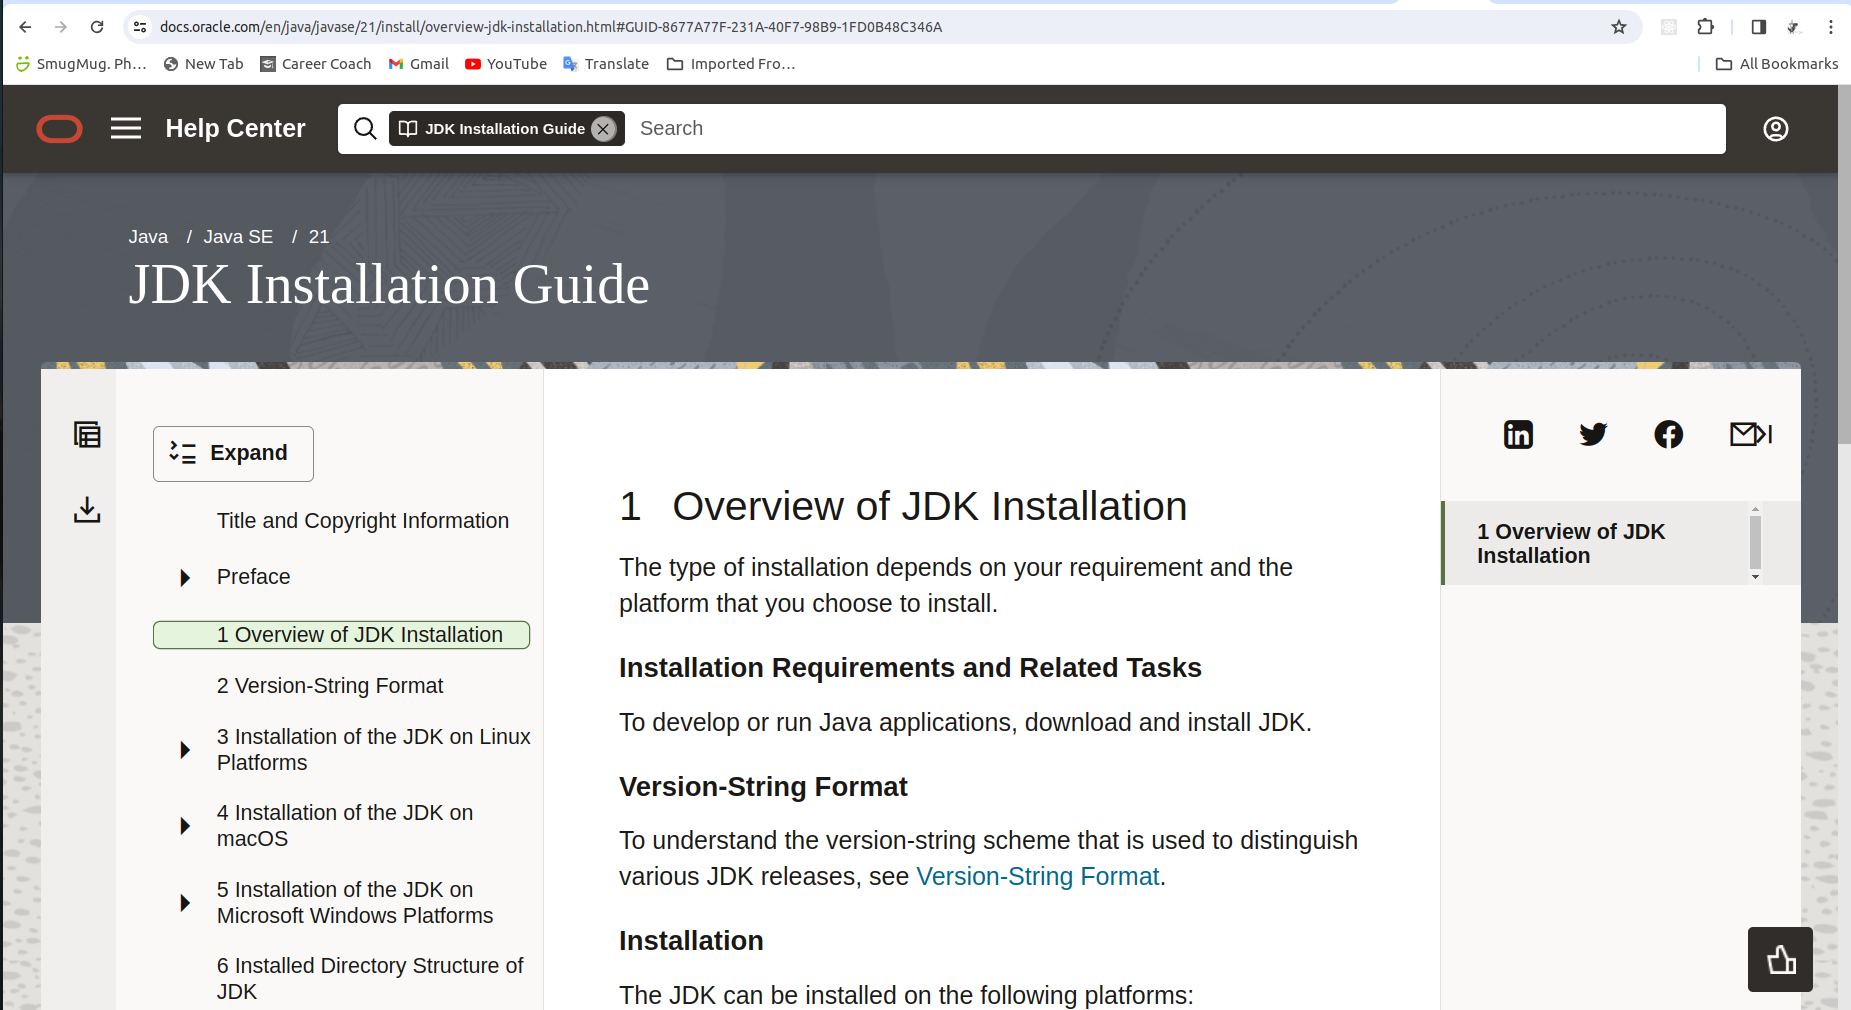 docs.oracle.com/en/java/javase/21/install/overview-jdk-installation.html#GUID-8677A77F-231A-40F7-98B9-1FD0B48C346A
SmugMug. Ph... New Tab Career Coach Gmail YouTube Translate Imported Fro... All Bookmarks
Help Center JDK Installation Guide Search
Java / Java SE / 21
JDK Installation Guide
Expand
Title and Copyright Information
Preface
1 Overview of JDK Installation
2 Version-String Format
3 Installation of the JDK on Linux
Platforms
4 Installation of the JDK on
macOS
5 Installation of the JDK on
Microsoft Windows Platforms
6 Installed Directory Structure of
JDK
1 Overview of JDK Installation
The type of installation depends on your requirement and the
platform that you choose to install.
Installation Requirements and Related Tasks
To develop or run Java applications, download and install JDK.
Version-String Format
To understand the version-string scheme that is used to distinguish
various JDK releases, see Version-String Format.
Installation
The JDK can be installed on the following platforms:
1 Overview of JDK
Installation